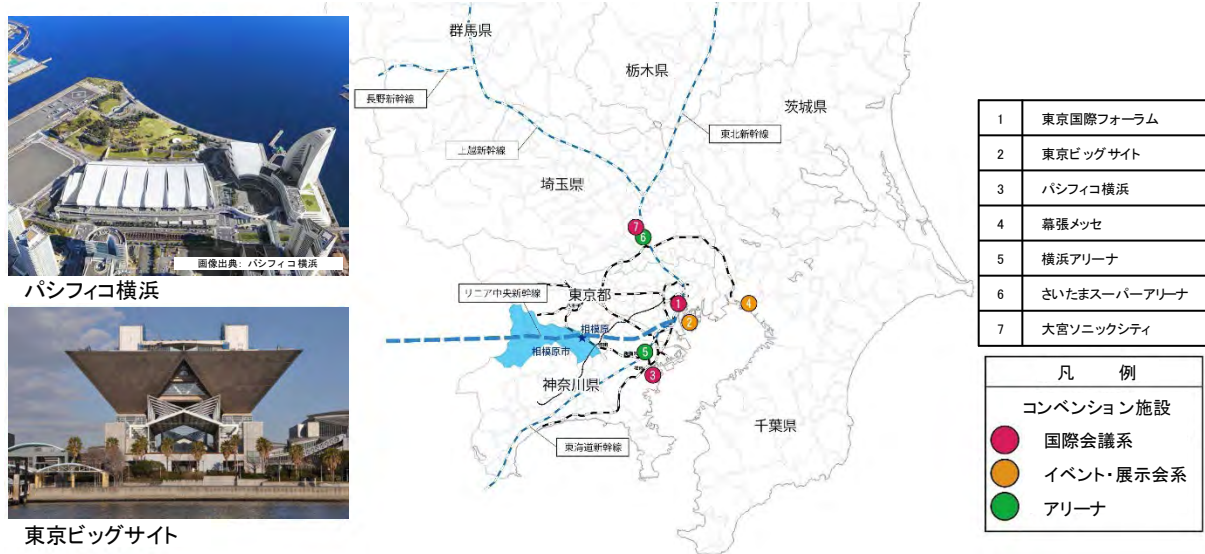 画像出典: パシフィコ横浜
パシフィコ横浜
東京ビッグサイト
群馬県
栃木県
茨城県
長野新幹線
上越新幹線
東北新幹線
埼玉県
7
6
リニア中央新幹線
東京都
1
2
4
相模原
相模原市
5
3
神奈川県
千葉県
東海道新幹線
1 東京国際フォーラム
2 東京ビッグサイト
3 パシフィコ横浜
4 幕張メッセ
5 横浜アリーナ
6 さいたまスーパーアリーナ
7 大宮ソニックシティ
凡 例
コンベンション施設
国際会議系
イベント・展示会系
アリーナ